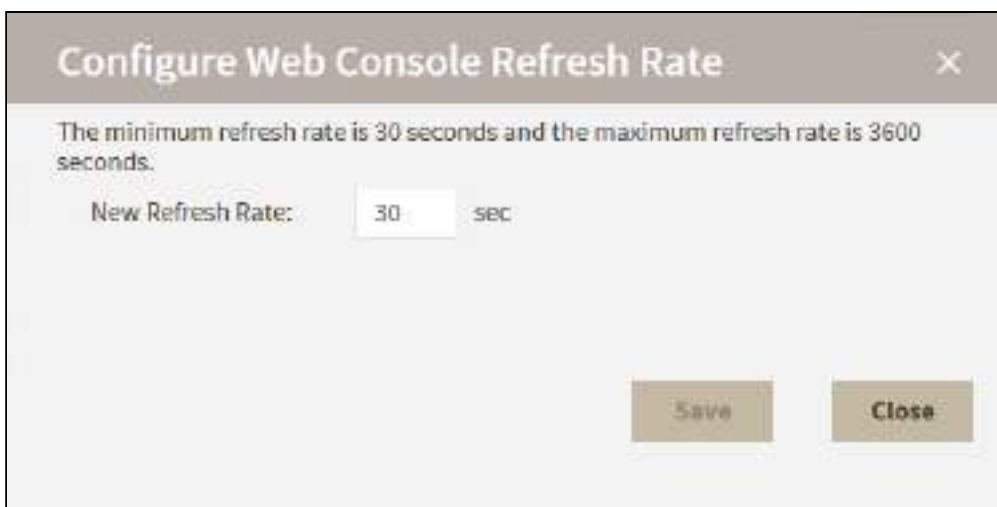 Configure Web Console Refresh Rate
The minimum refresh rate is 30 seconds and the maximum refresh rate is 3600
seconds.
New Refresh Rate: 30 sec
Save Close